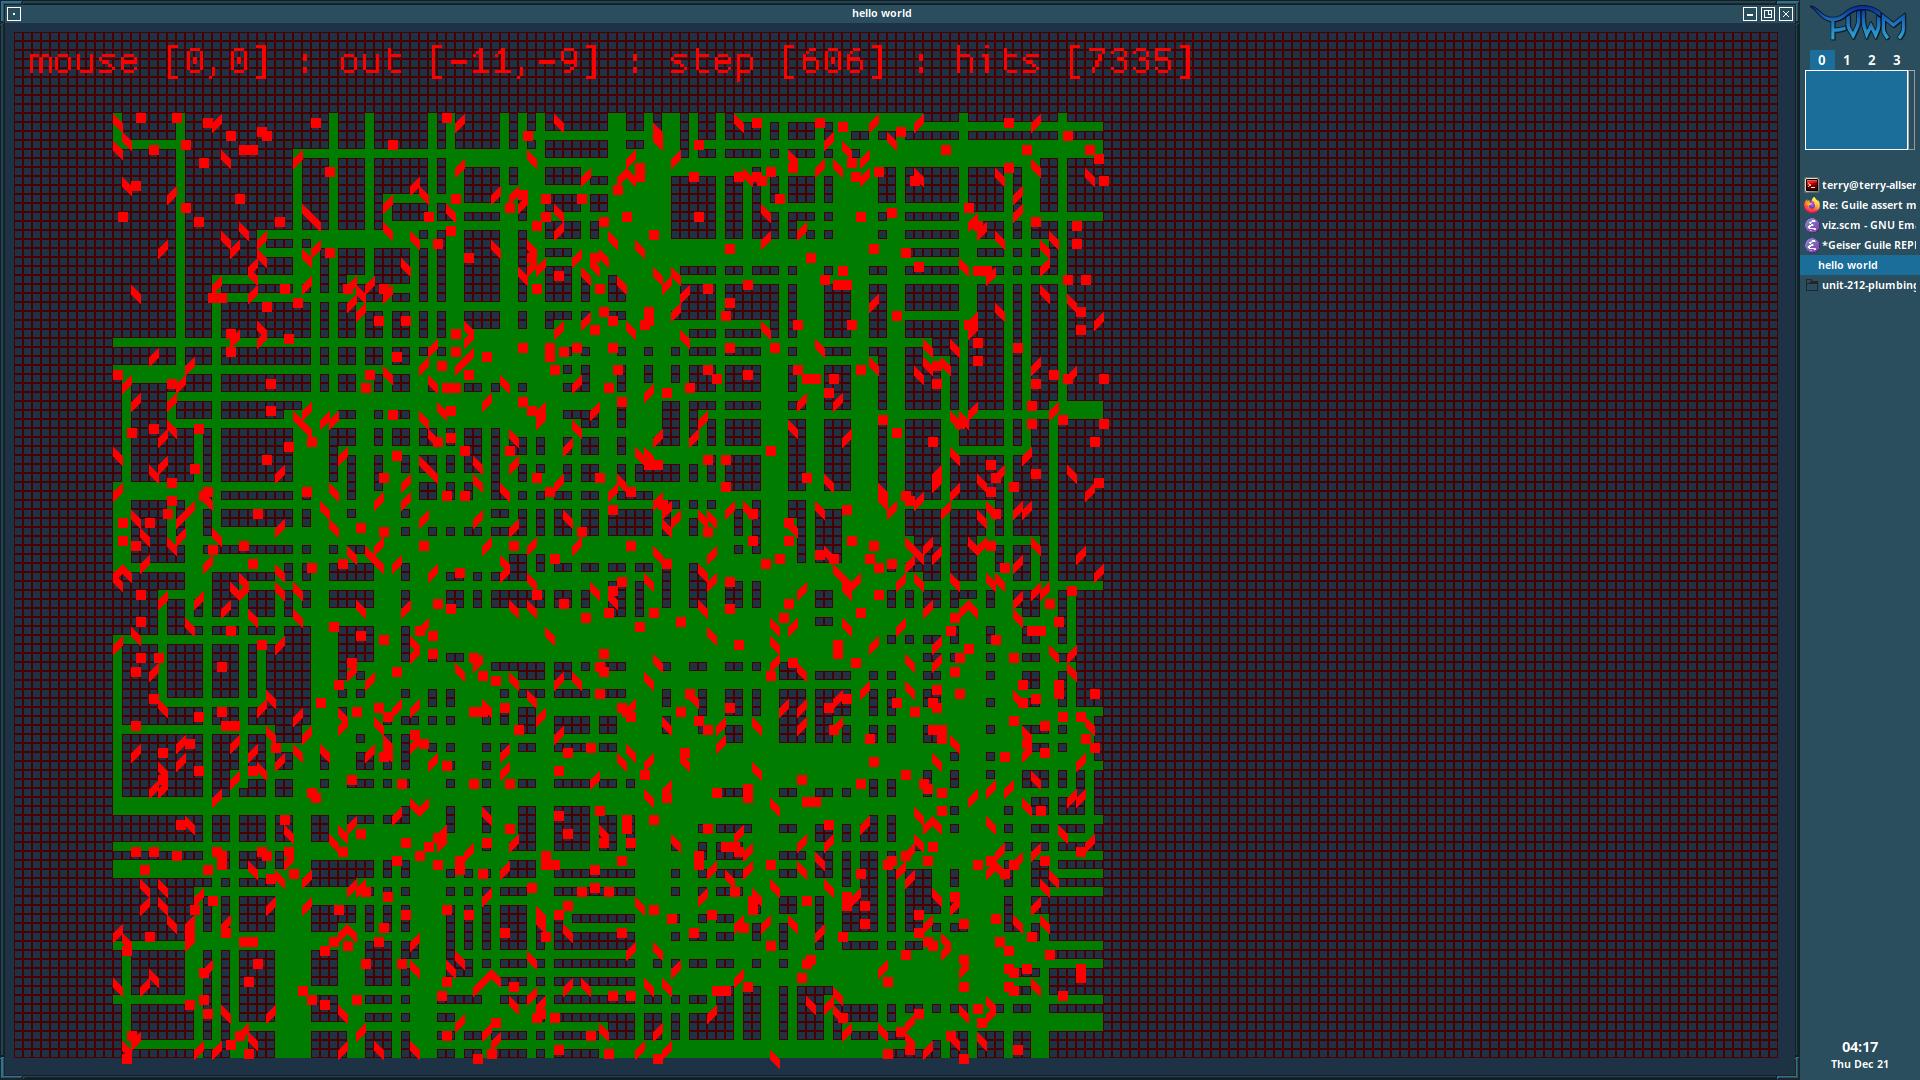 hello world
mouse [0,0] : out [-11,-9] : step [606] : hits [7335]
FVWM
0 1 2 3
terry@terry-allser
Re: Guile assert m
viz.scm - GNU Em
*Geiser Guile REPL
hello world
unit-212-plumbing
04:17
Thu Dec 21